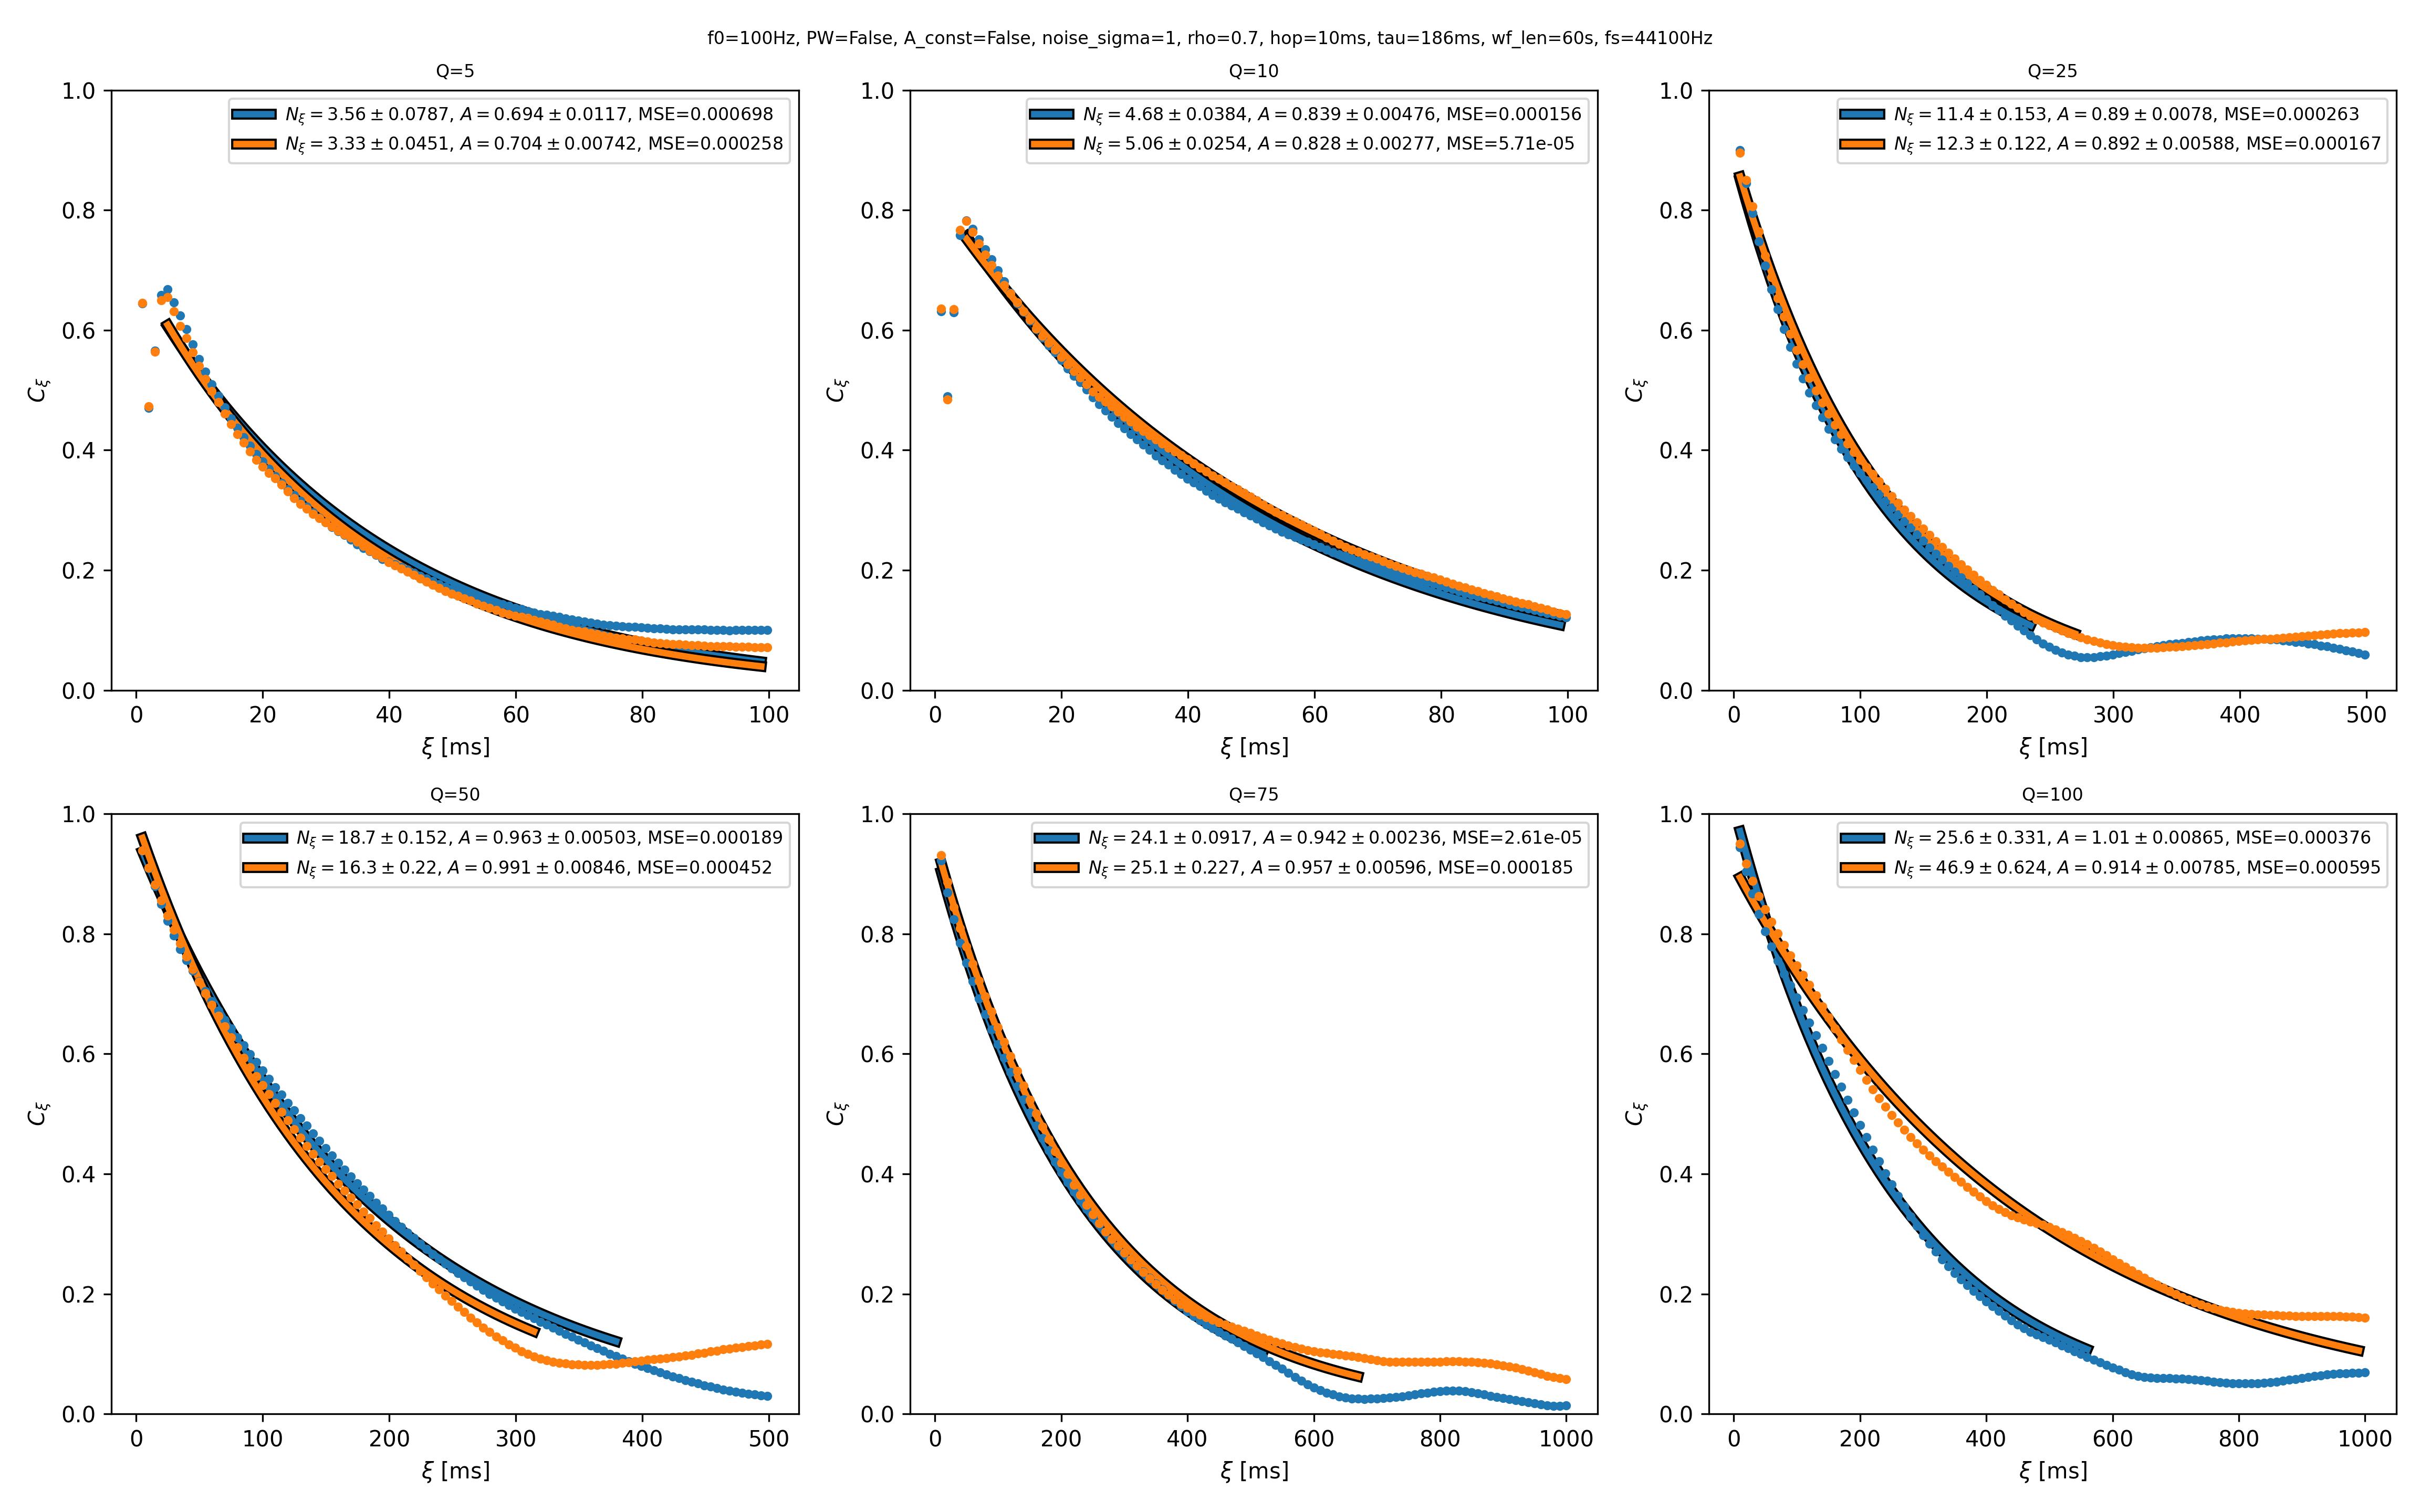 f0=100Hz, PW=False, A_const=False, noise_sigma=1, rho=0.7, hop=10ms, tau=186ms, wf_len=60s, fs=44100Hz
Q=5
N_ξ = 3.56 ± 0.0787, A = 0.694 ± 0.0117, MSE=0.000698
N_ξ = 3.33 ± 0.0451, A = 0.704 ± 0.00742, MSE=0.000258
1.0
0.8
0.6
0.4
0.2
0.0
C_ξ
0 20 40 60 80 100
ξ [ms]
Q=10
N_ξ = 4.68 ± 0.0384, A = 0.839 ± 0.00476, MSE=0.000156
N_ξ = 5.06 ± 0.0254, A = 0.828 ± 0.00277, MSE=5.71e-05
1.0
0.8
0.6
0.4
0.2
0.0
C_ξ
0 20 40 60 80 100
ξ [ms]
Q=25
N_ξ = 11.4 ± 0.153, A = 0.89 ± 0.0078, MSE=0.000263
N_ξ = 12.3 ± 0.122, A = 0.892 ± 0.00588, MSE=0.000167
1.0
0.8
0.6
0.4
0.2
0.0
C_ξ
0 100 200 300 400 500
ξ [ms]
Q=50
N_ξ = 18.7 ± 0.152, A = 0.963 ± 0.00503, MSE=0.000189
N_ξ = 16.3 ± 0.22, A = 0.991 ± 0.00846, MSE=0.000452
1.0
0.8
0.6
0.4
0.2
0.0
C_ξ
0 100 200 300 400 500
ξ [ms]
Q=75
N_ξ = 24.1 ± 0.0917, A = 0.942 ± 0.00236, MSE=2.61e-05
N_ξ = 25.1 ± 0.227, A = 0.957 ± 0.00596, MSE=0.000185
1.0
0.8
0.6
0.4
0.2
0.0
C_ξ
0 200 400 600 800 1000
ξ [ms]
Q=100
N_ξ = 25.6 ± 0.331, A = 1.01 ± 0.00865, MSE=0.000376
N_ξ = 46.9 ± 0.624, A = 0.914 ± 0.00785, MSE=0.000595
1.0
0.8
0.6
0.4
0.2
0.0
C_ξ
0 200 400 600 800 1000
ξ [ms]